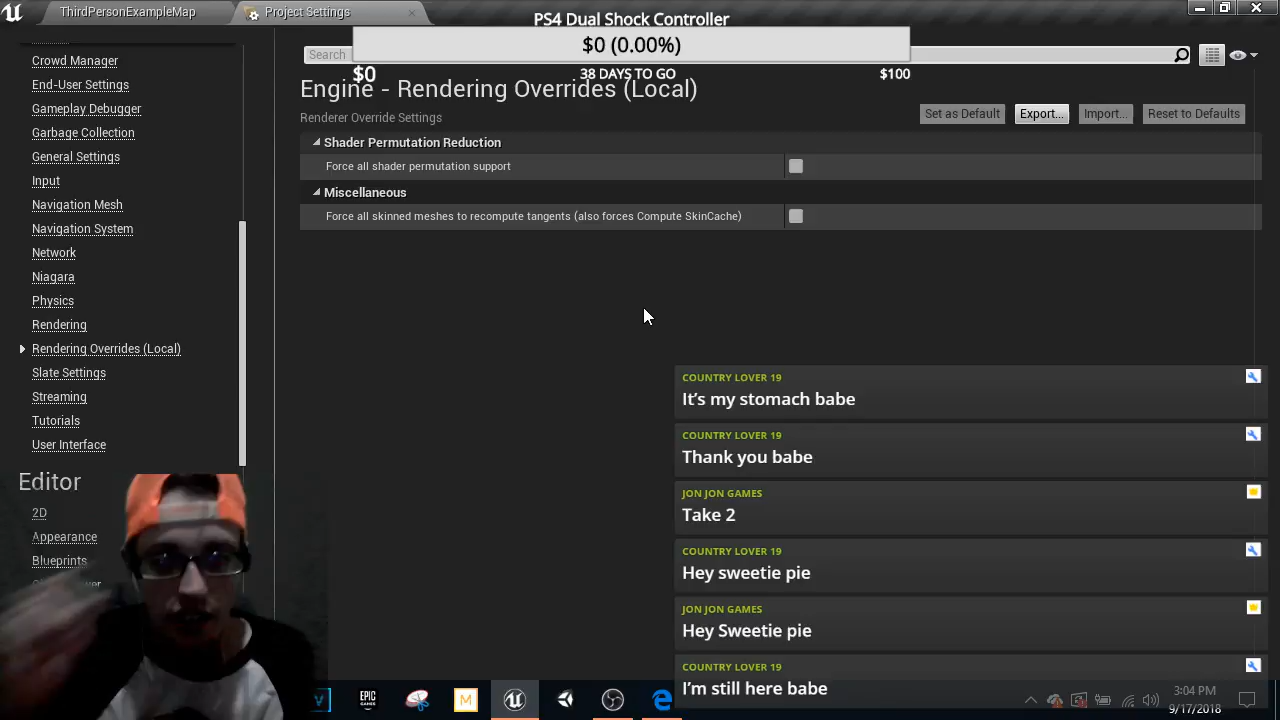 ThirdPersonExampleMap
Project Settings
PS4 Dual Shock Controller
$0 (0.00%)
$0
38 DAYS TO GO
$100
Search
Engine - Rendering Overrides (Local)
Renderer Override Settings
Set as Default
Export...
Import...
Reset to Defaults
Shader Permutation Reduction
Force all shader permutation support
Miscellaneous
Force all skinned meshes to recompute tangents (also forces Compute SkinCache)
Crowd Manager
End-User Settings
Gameplay Debugger
Garbage Collection
General Settings
Input
Navigation Mesh
Navigation System
Network
Niagara
Physics
Rendering
Rendering Overrides (Local)
Slate Settings
Streaming
Tutorials
User Interface
Editor
2D
Appearance
Blueprints
COUNTRY LOVER 19
It's my stomach babe
COUNTRY LOVER 19
Thank you babe
JON JON GAMES
Take 2
COUNTRY LOVER 19
Hey sweetie pie
JON JON GAMES
Hey Sweetie pie
COUNTRY LOVER 19
I'm still here babe
EPIC
GAMES
M
3:04 PM
9/17/2018